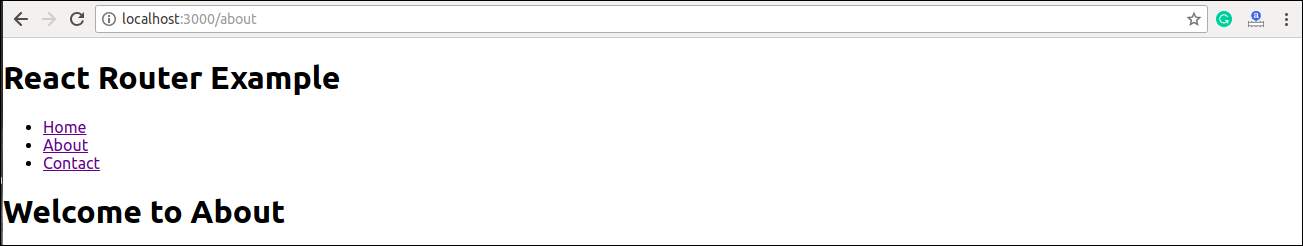 localhost:3000/about
React Router Example
Home
About
Contact
Welcome to About